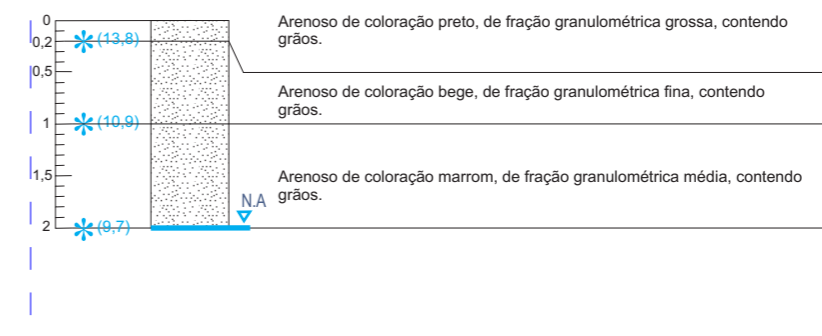 0
Arenoso de coloração preto, de fração granulométrica grossa, contendo
grãos.
0,2
(13,8)
0,5
Arenoso de coloração bege, de fração granulométrica fina, contendo
grãos.
1
(10,9)
1,5
Arenoso de coloração marrom, de fração granulométrica média, contendo
grãos.
N.A
2
(9,7)